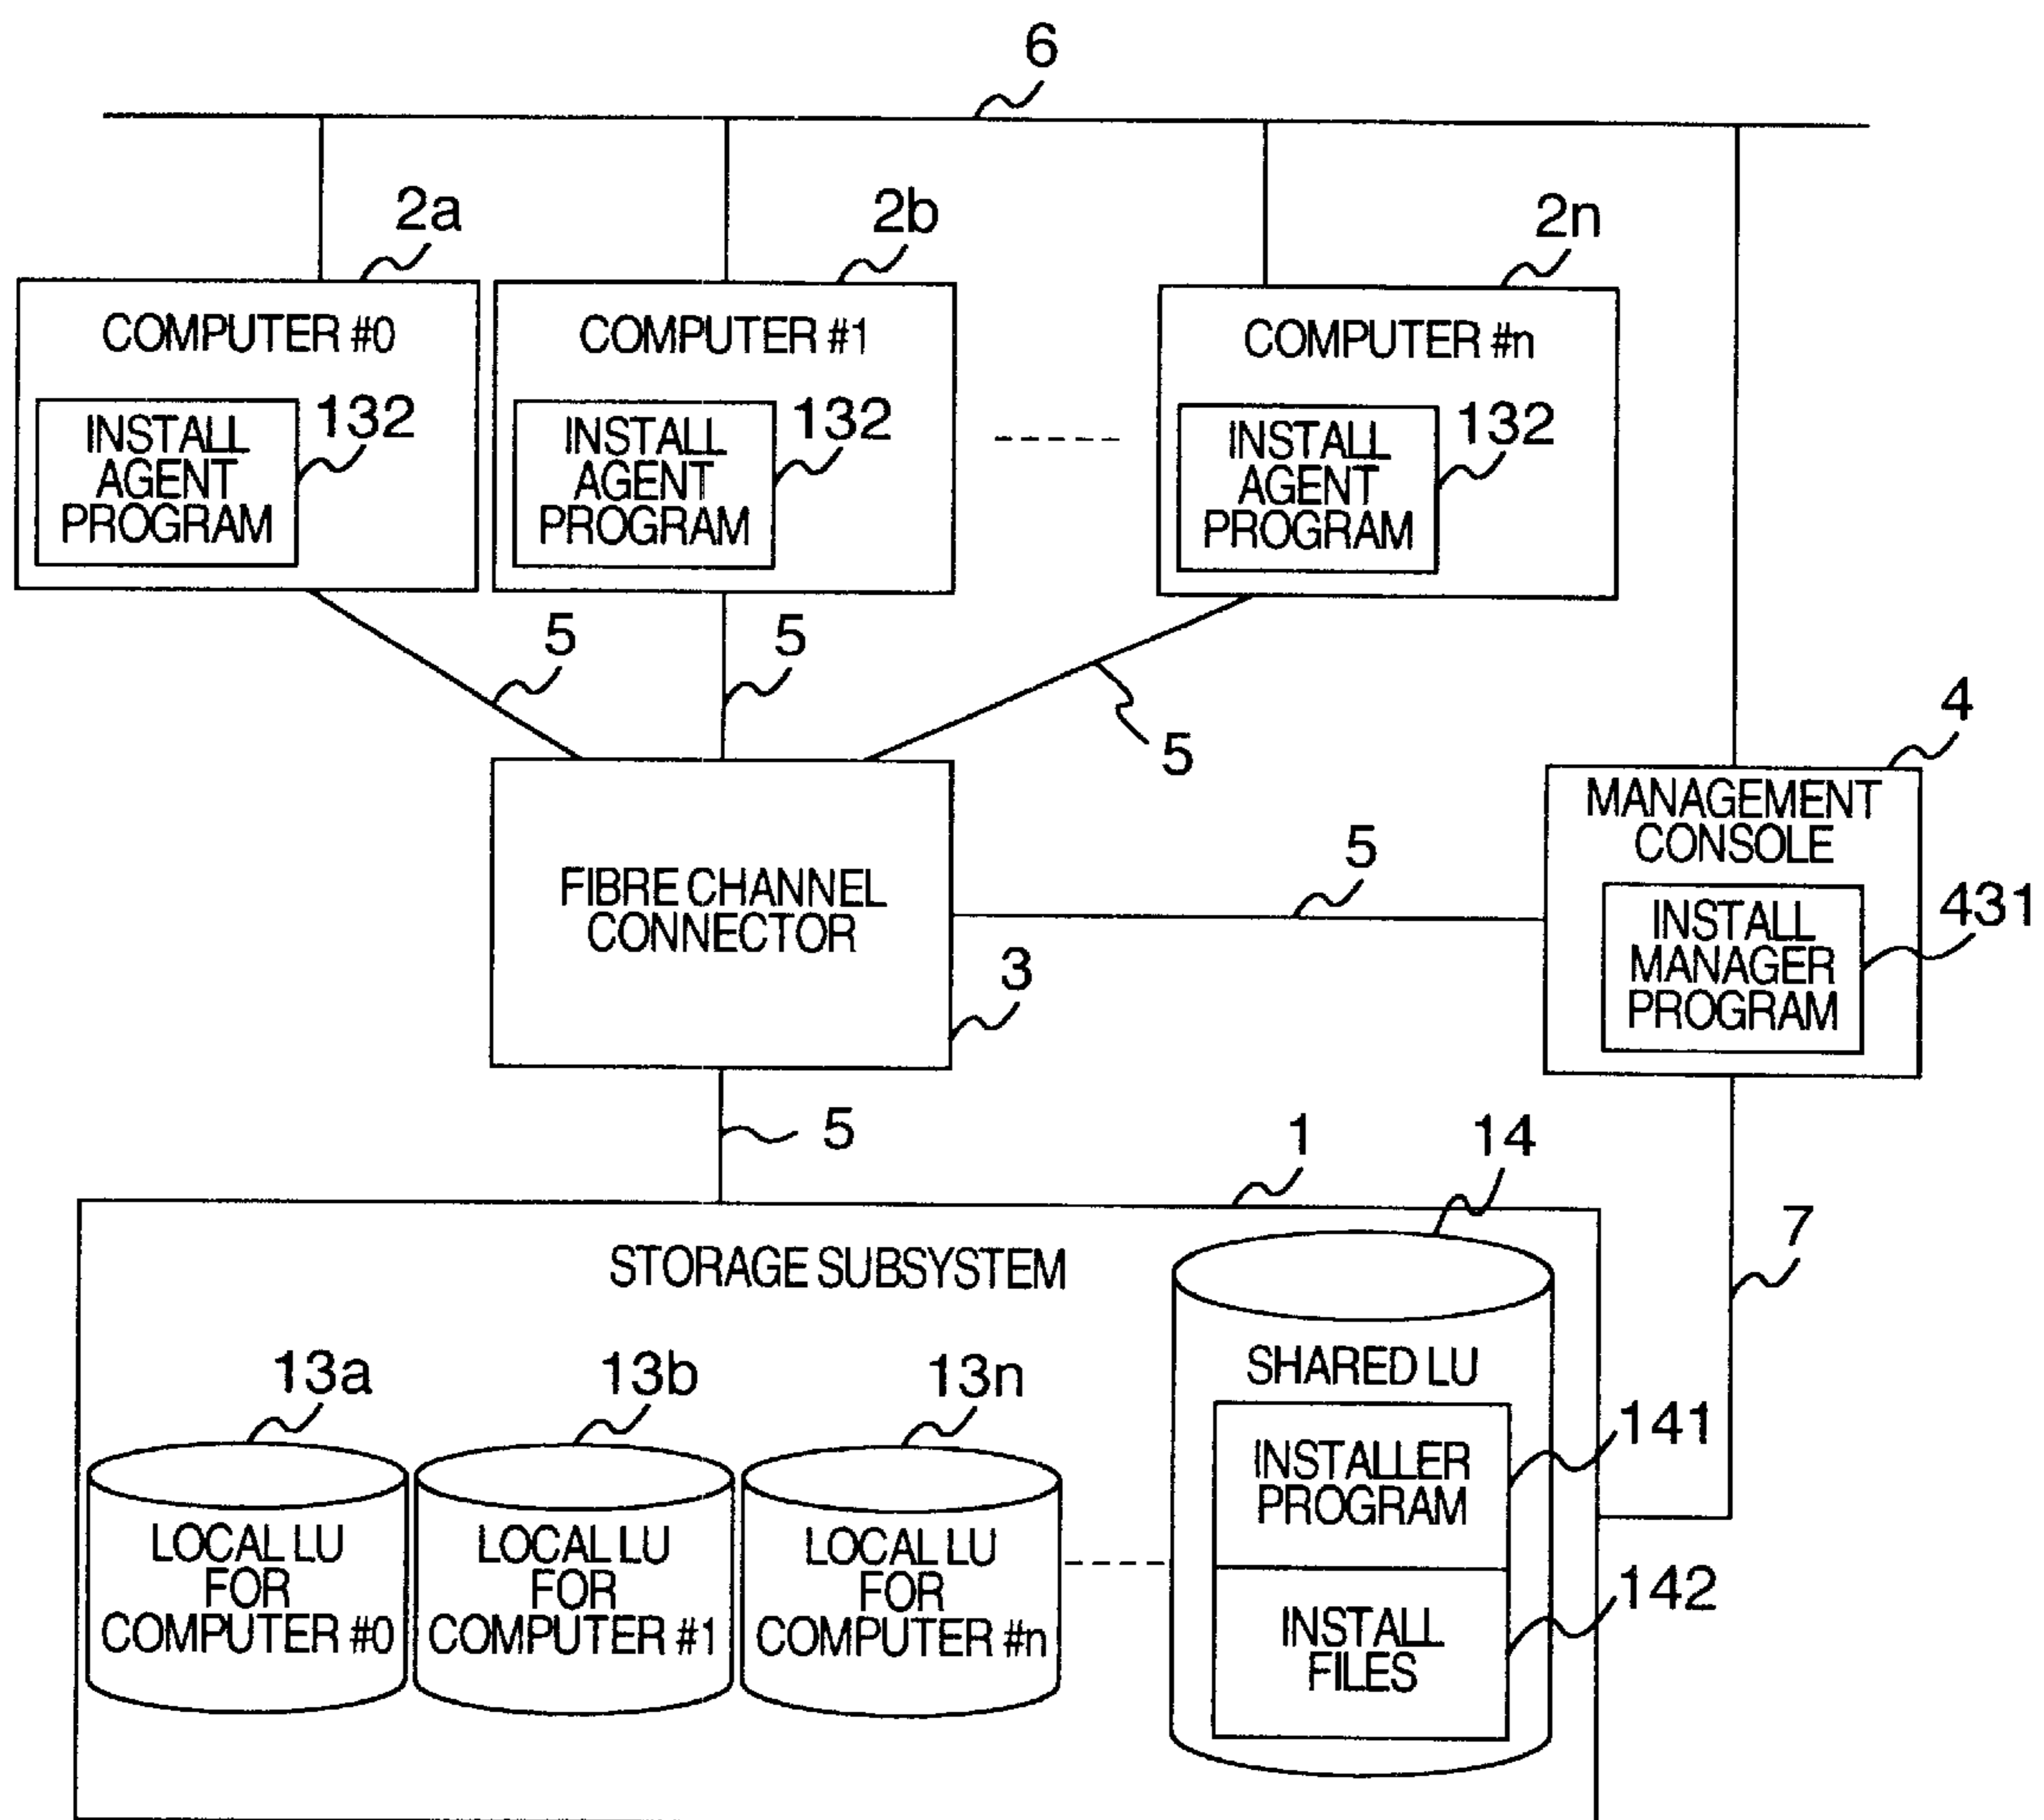 6
2a
2b
2n
COMPUTER #0
COMPUTER #1
COMPUTER #n
INSTALL
AGENT
PROGRAM
132
INSTALL
AGENT
PROGRAM
132
INSTALL
AGENT
PROGRAM
132
5
5
5
4
MANAGEMENT
CONSOLE
INSTALL
MANAGER
PROGRAM
431
FIBRE CHANNEL
CONNECTOR
5
3
5
1
14
7
STORAGE SUBSYSTEM
13a
13b
13n
LOCAL LU
FOR
COMPUTER #0
LOCAL LU
FOR
COMPUTER #1
LOCAL LU
FOR
COMPUTER #n
SHARED LU
INSTALLER
PROGRAM
141
INSTALL
FILES
142